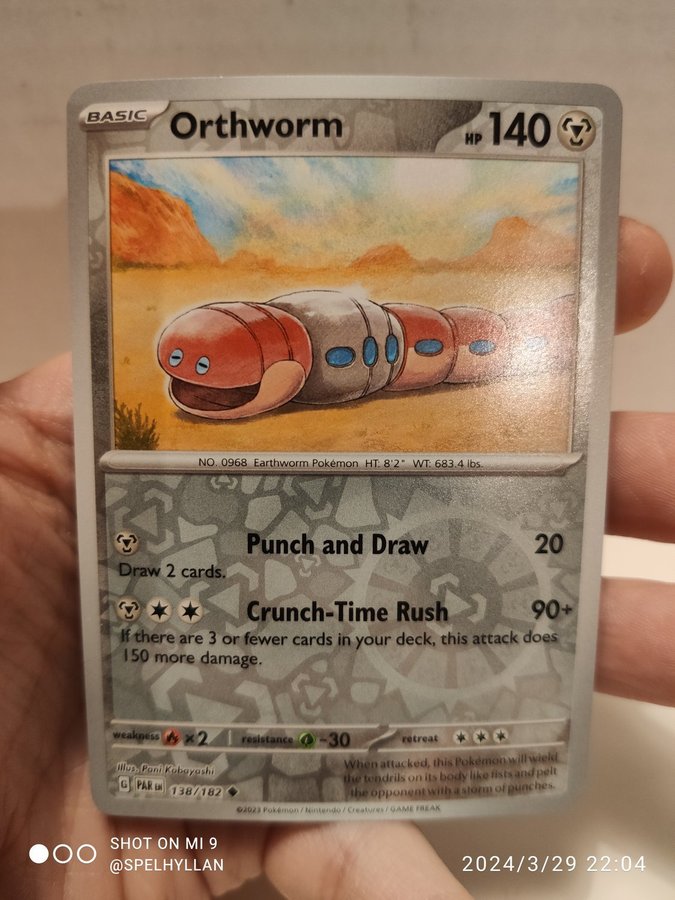 BASIC Orthworm HP 140
NO. 0968 Earthworm Pokémon HT: 8'2" WT: 683.4 lbs.
Punch and Draw 20
Draw 2 cards.
Crunch-Time Rush 90+
If there are 3 or fewer cards in your deck, this attack does
150 more damage.
weakness ×2 resistance -30 retreat
Illus. Pani Kobayashi
When attacked, this Pokémon will wield
the tendrils on its body like fists and pelt
the opponent with a storm of punches.
G PAR EN 138/182
©2023 Pokémon / Nintendo / Creatures / GAME FREAK
SHOT ON MI 9
@SPELHYLLAN
2024/3/29 22:04